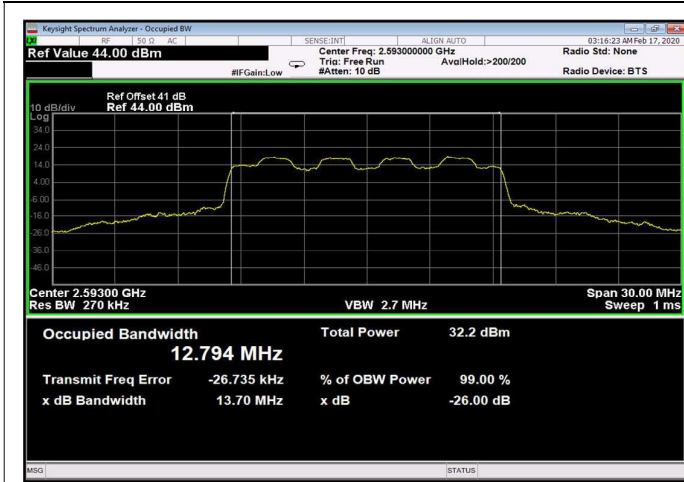 Keysight Spectrum Analyzer - Occupied BW
LXI RF 50 Ω AC SENSE:INT ALIGN AUTO 03:16:23 AM Feb 17, 2020
Ref Value 44.00 dBm Center Freq: 2.593000000 GHz Radio Std: None
Trig: Free Run Avg|Hold:>200/200
#IFGain:Low #Atten: 10 dB Radio Device: BTS
Ref Offset 41 dB
10 dB/div Ref 44.00 dBm
Log
34.0
24.0
14.0
4.00
-6.00
-16.0
-26.0
-36.0
-46.0
Center 2.59300 GHz Span 30.00 MHz
Res BW 270 kHz VBW 2.7 MHz Sweep 1 ms
Occupied Bandwidth Total Power 32.2 dBm
12.794 MHz
Transmit Freq Error -26.735 kHz % of OBW Power 99.00 %
x dB Bandwidth 13.70 MHz x dB -26.00 dB
MSG STATUS